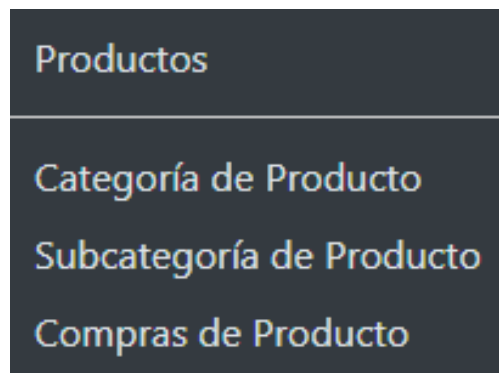 Productos
Categoría de Producto
Subcategoría de Producto
Compras de Producto